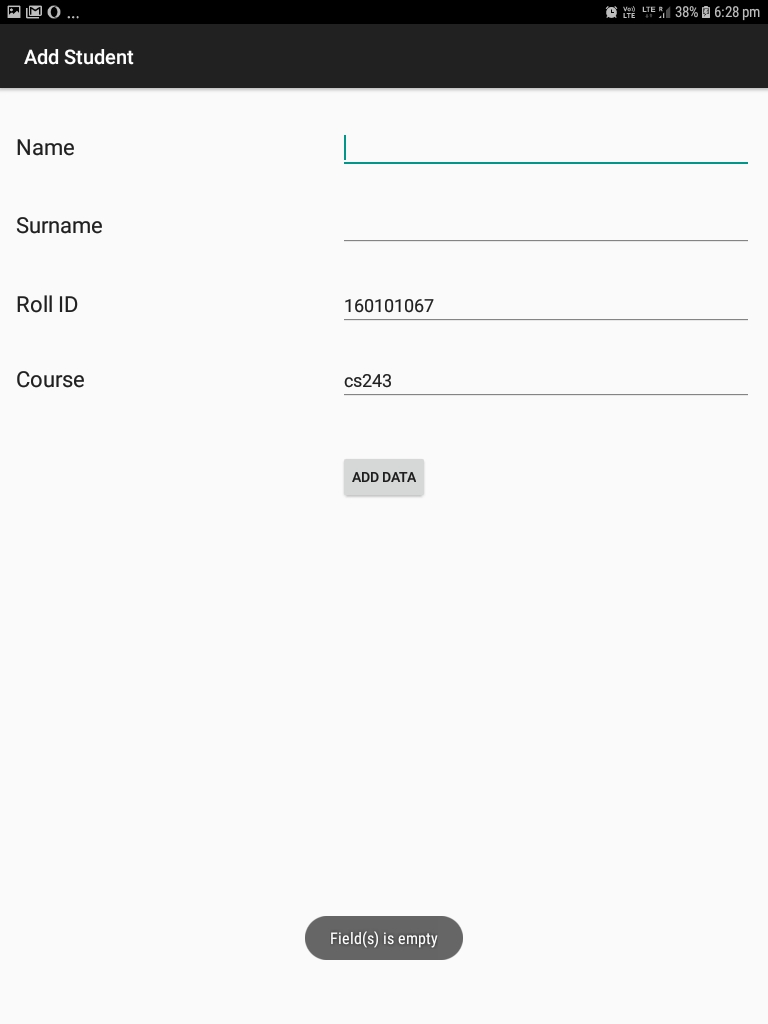 ... Vo) LTE LTE R 38% 6:28 pm
Add Student
Name
Surname
Roll ID 160101067
Course cs243
ADD DATA
Field(s) is empty